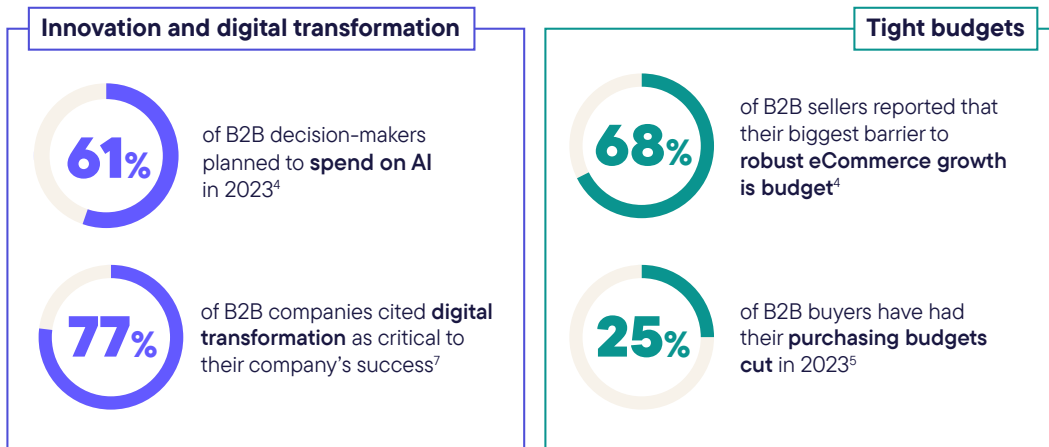 Innovation and digital transformation
61%
of B2B decision-makers
planned to spend on AI
in 2023⁴
77%
of B2B companies cited digital
transformation as critical to
their company's success⁷
Tight budgets
68%
of B2B sellers reported that
their biggest barrier to
robust eCommerce growth
is budget⁴
25%
of B2B buyers have had
their purchasing budgets
cut in 2023⁵